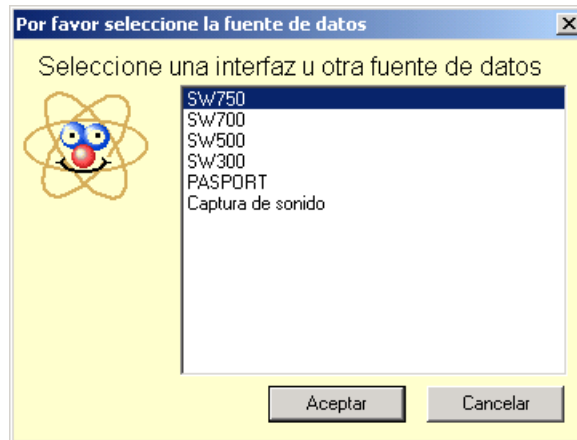 Por favor seleccione la fuente de datos
Seleccione una interfaz u otra fuente de datos
SW750
SW700
SW500
SW300
PASPORT
Captura de sonido
Aceptar
Cancelar